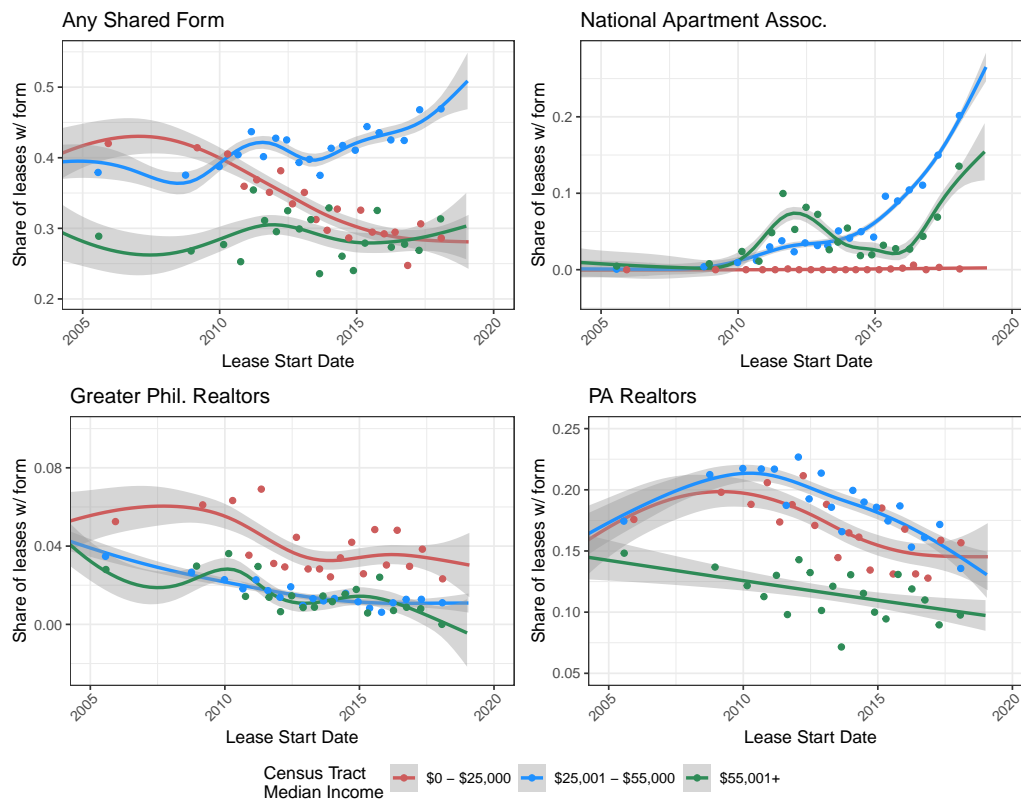 Any Shared Form
Share of leases w/ form
0.5
0.4
0.3
0.2
2005
2010
2015
2020
Lease Start Date
National Apartment Assoc.
Share of leases w/ form
0.2
0.1
0.0
2005
2010
2015
2020
Lease Start Date
Greater Phil. Realtors
Share of leases w/ form
0.08
0.04
0.00
2005
2010
2015
2020
Lease Start Date
PA Realtors
Share of leases w/ form
0.25
0.20
0.15
0.10
0.05
2005
2010
2015
2020
Lease Start Date
Census Tract
Median Income
$0 − $25,000
$25,001 − $55,000
$55,001+